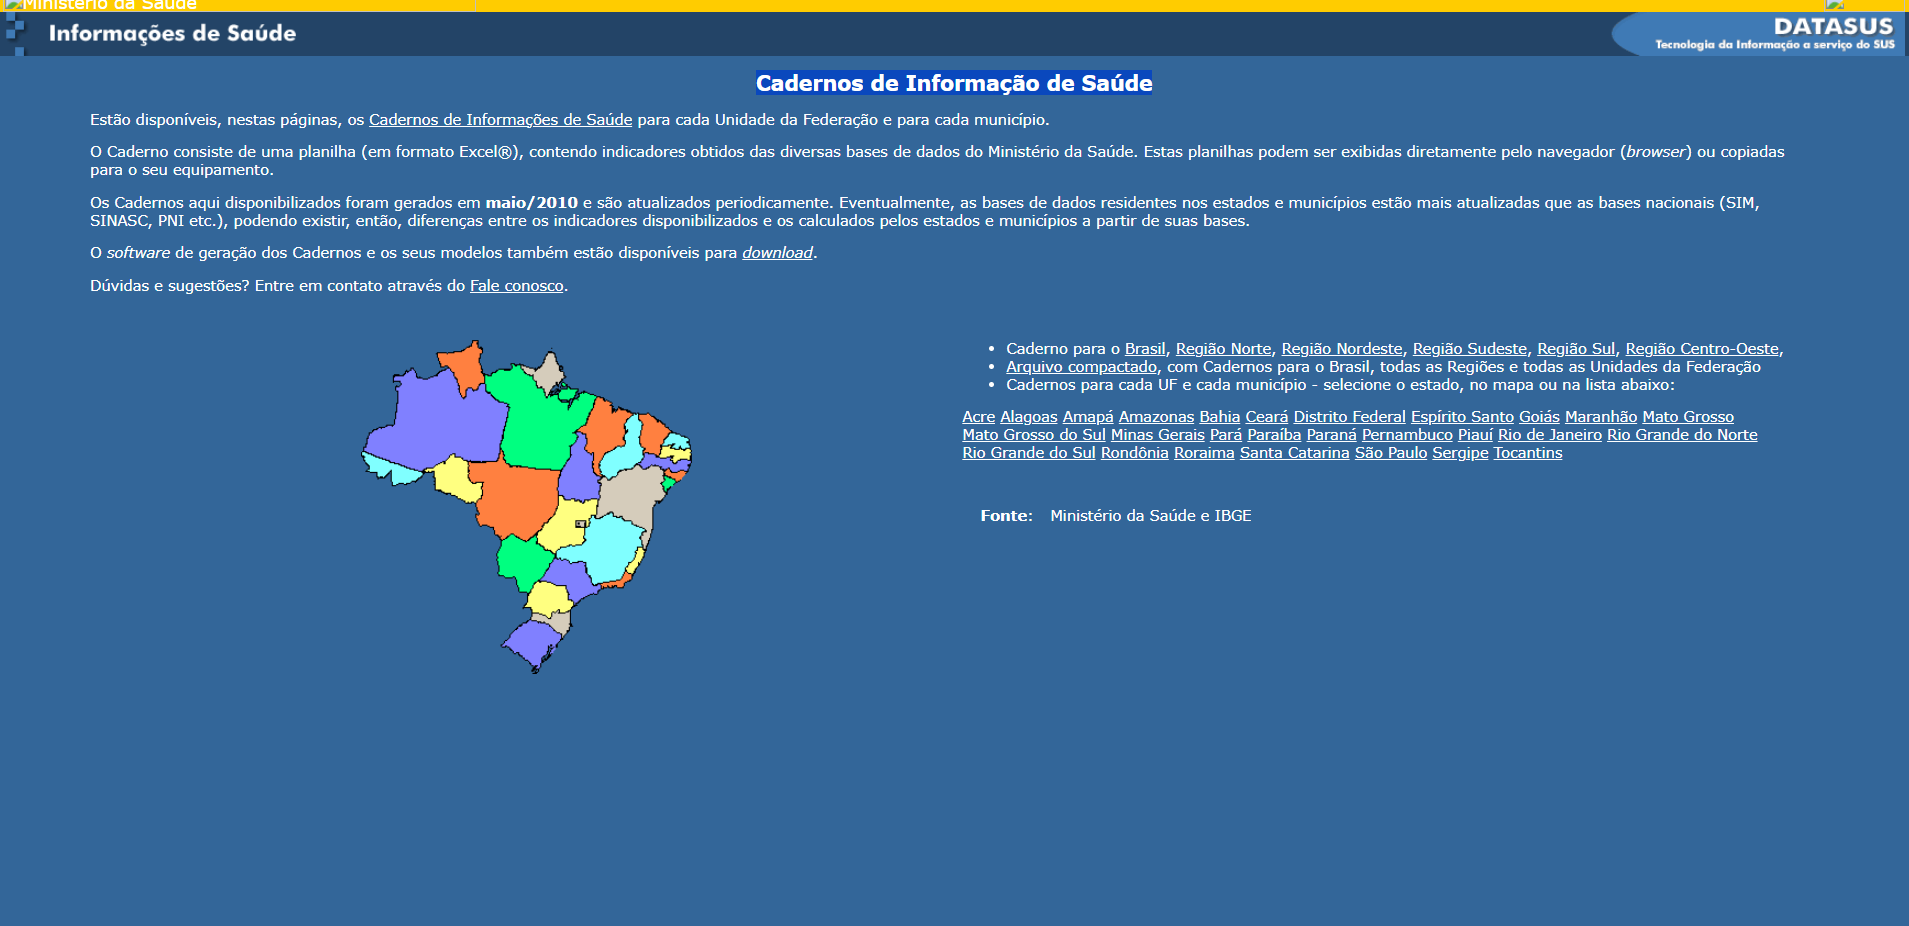 Ministério da Saúde
Informações de Saúde
DATASUS
Tecnologia da Informação a serviço do SUS
Cadernos de Informação de Saúde
Estão disponíveis, nestas páginas, os Cadernos de Informações de Saúde para cada Unidade da Federação e para cada município.
O Caderno consiste de uma planilha (em formato Excel®), contendo indicadores obtidos das diversas bases de dados do Ministério da Saúde. Estas planilhas podem ser exibidas diretamente pelo navegador (browser) ou copiadas
para o seu equipamento.
Os Cadernos aqui disponibilizados foram gerados em maio/2010 e são atualizados periodicamente. Eventualmente, as bases de dados residentes nos estados e municípios estão mais atualizadas que as bases nacionais (SIM,
SINASC, PNI etc.), podendo existir, então, diferenças entre os indicadores disponibilizados e os calculados pelos estados e municípios a partir de suas bases.
O software de geração dos Cadernos e os seus modelos também estão disponíveis para download.
Dúvidas e sugestões? Entre em contato através do Fale conosco.
• Caderno para o Brasil, Região Norte, Região Nordeste, Região Sudeste, Região Sul, Região Centro-Oeste,
• Arquivo compactado, com Cadernos para o Brasil, todas as Regiões e todas as Unidades da Federação
• Cadernos para cada UF e cada município - selecione o estado, no mapa ou na lista abaixo:
Acre Alagoas Amapá Amazonas Bahia Ceará Distrito Federal Espírito Santo Goiás Maranhão Mato Grosso
Mato Grosso do Sul Minas Gerais Pará Paraíba Paraná Pernambuco Piauí Rio de Janeiro Rio Grande do Norte
Rio Grande do Sul Rondônia Roraima Santa Catarina São Paulo Sergipe Tocantins
Fonte: Ministério da Saúde e IBGE